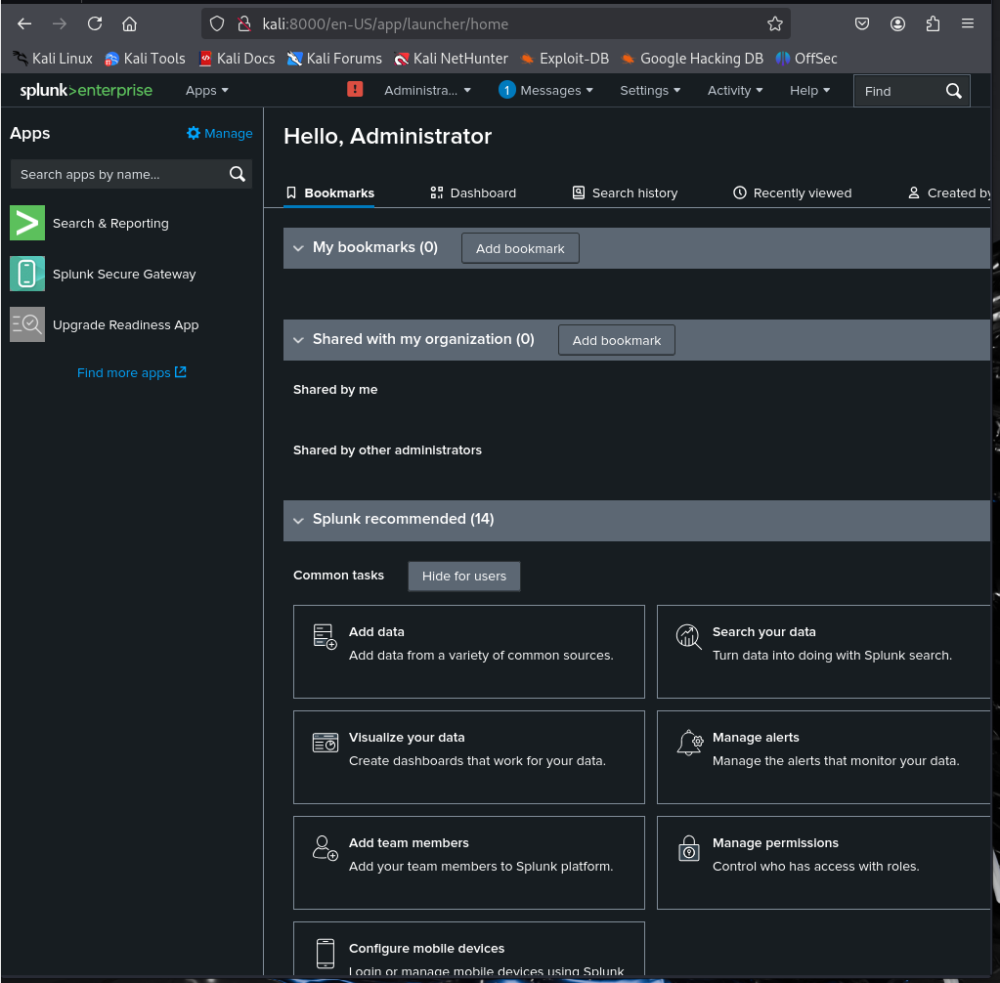 kali:8000/en-US/app/launcher/home
Kali Linux Kali Tools Kali Docs Kali Forums Kali NetHunter Exploit-DB Google Hacking DB OffSec
splunk>enterprise Apps ! Administra... 1 Messages Settings Activity Help Find
Apps Manage
Search apps by name...
Search & Reporting
Splunk Secure Gateway
Upgrade Readiness App
Find more apps
Hello, Administrator
Bookmarks Dashboard Search history Recently viewed Created by
My bookmarks (0) Add bookmark
Shared with my organization (0) Add bookmark
Shared by me
Shared by other administrators
Splunk recommended (14)
Common tasks Hide for users
Add data
Add data from a variety of common sources.
Search your data
Turn data into doing with Splunk search.
Visualize your data
Create dashboards that work for your data.
Manage alerts
Manage the alerts that monitor your data.
Add team members
Add your team members to Splunk platform.
Manage permissions
Control who has access with roles.
Configure mobile devices
Login or manage mobile devices using Splunk